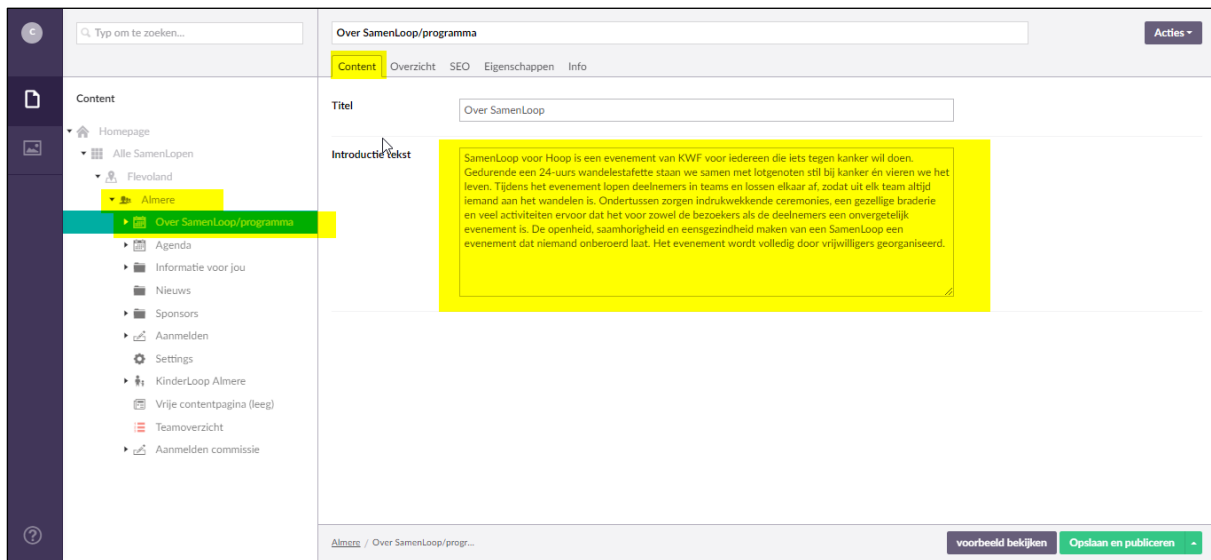 C
Typ om te zoeken...
Over SamenLoop/programma
Acties
Content
Overzicht
SEO
Eigenschappen
Info
Content
Homepage
Alle SamenLopen
Flevoland
Almere
Over SamenLoop/programma
Agenda
Informatie voor jou
Nieuws
Sponsors
Aanmelden
Settings
KinderLoop Almere
Vrije contentpagina (leeg)
Teamoverzicht
Aanmelden commissie
Titel
Over SamenLoop
Introductie tekst
SamenLoop voor Hoop is een evenement van KWF voor iedereen die iets tegen kanker wil doen.
Gedurende een 24-uurs wandelestafette staan we samen met lotgenoten stil bij kanker én vieren we het
leven. Tijdens het evenement lopen deelnemers in teams en lossen elkaar af, zodat uit elk team altijd
iemand aan het wandelen is. Ondertussen zorgen indrukwekkende ceremonies, een gezellige braderie
en veel activiteiten ervoor dat het voor zowel de bezoekers als de deelnemers een onvergetelijk
evenement is. De openheid, saamhorigheid en eensgezindheid maken van een SamenLoop een
evenement dat niemand onberoerd laat. Het evenement wordt volledig door vrijwilligers georganiseerd.
?
Almere / Over SamenLoop/progr...
voorbeeld bekijken
Opslaan en publiceren